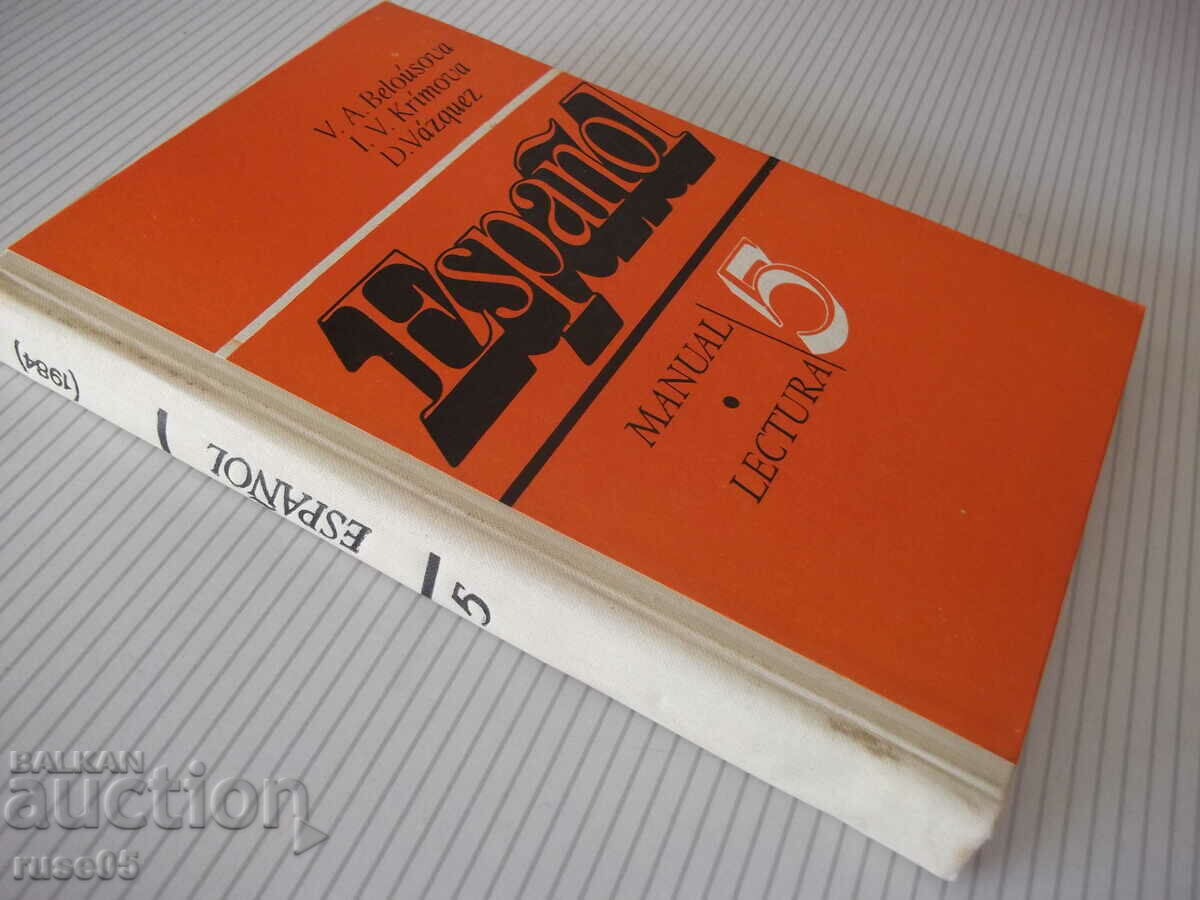 V. A. Beloúsova
I. V. Krímova
D. Vázquez
Español
MANUAL
5
LECTURA
(1984)
ESPAÑOL
5
BALKAN
auction
ruse05